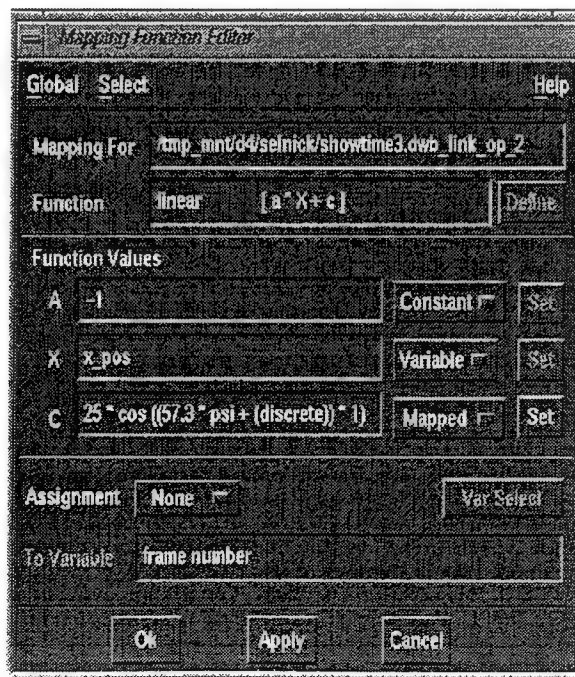 Mapping Function Editor
Global Select Help
Mapping For /tmp_mnt/d4/selnick/showtime3.dwb_link_op_2
Function linear [ a * X + c ] Define
Function Values
A -1 Constant Set
X x_pos Variable Set
C 25 * cos ((57.3 * psi + (discrete)) * 1) Mapped Set
Assignment None Var Select
To Variable frame number
Ok Apply Cancel